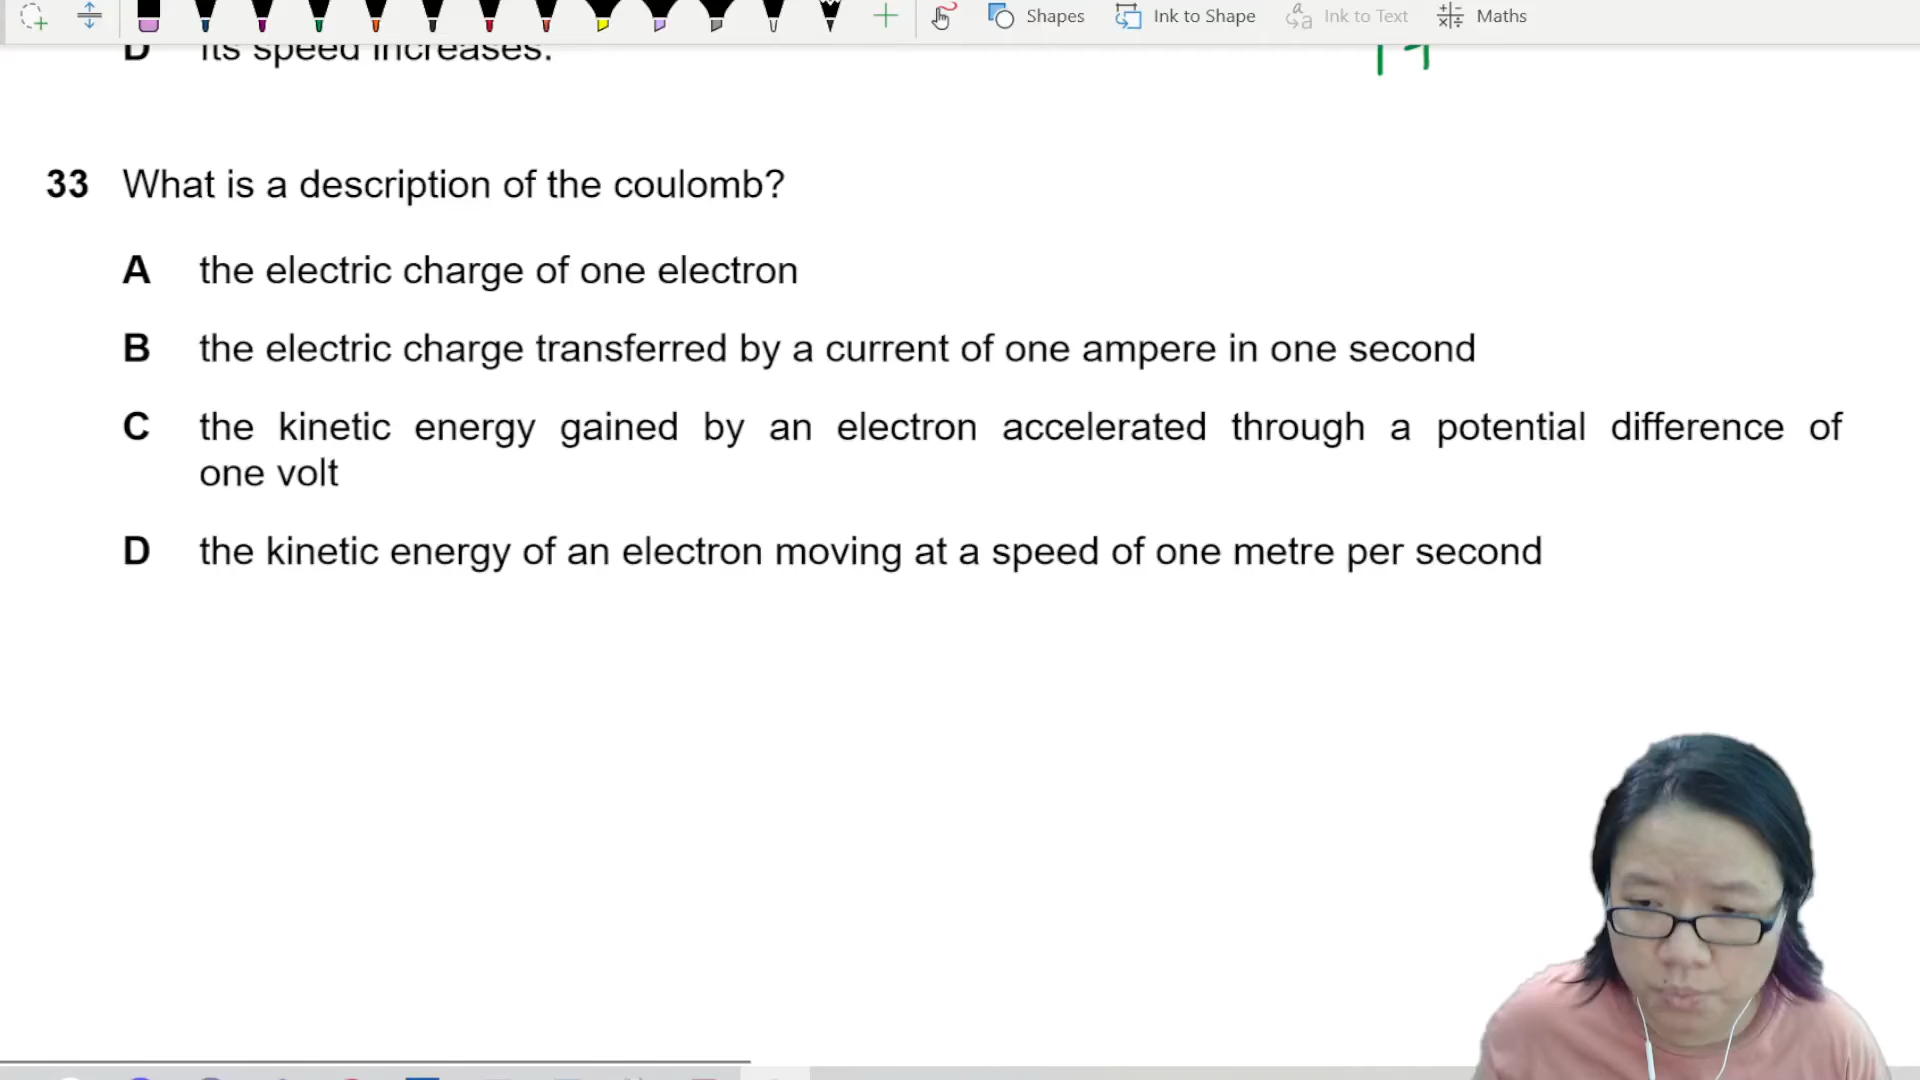 Shapes
Ink to Shape
Ink to Text
Maths
D Its speed increases.
33 What is a description of the coulomb?
A the electric charge of one electron
B the electric charge transferred by a current of one ampere in one second
C the kinetic energy gained by an electron accelerated through a potential difference of
one volt
D the kinetic energy of an electron moving at a speed of one metre per second